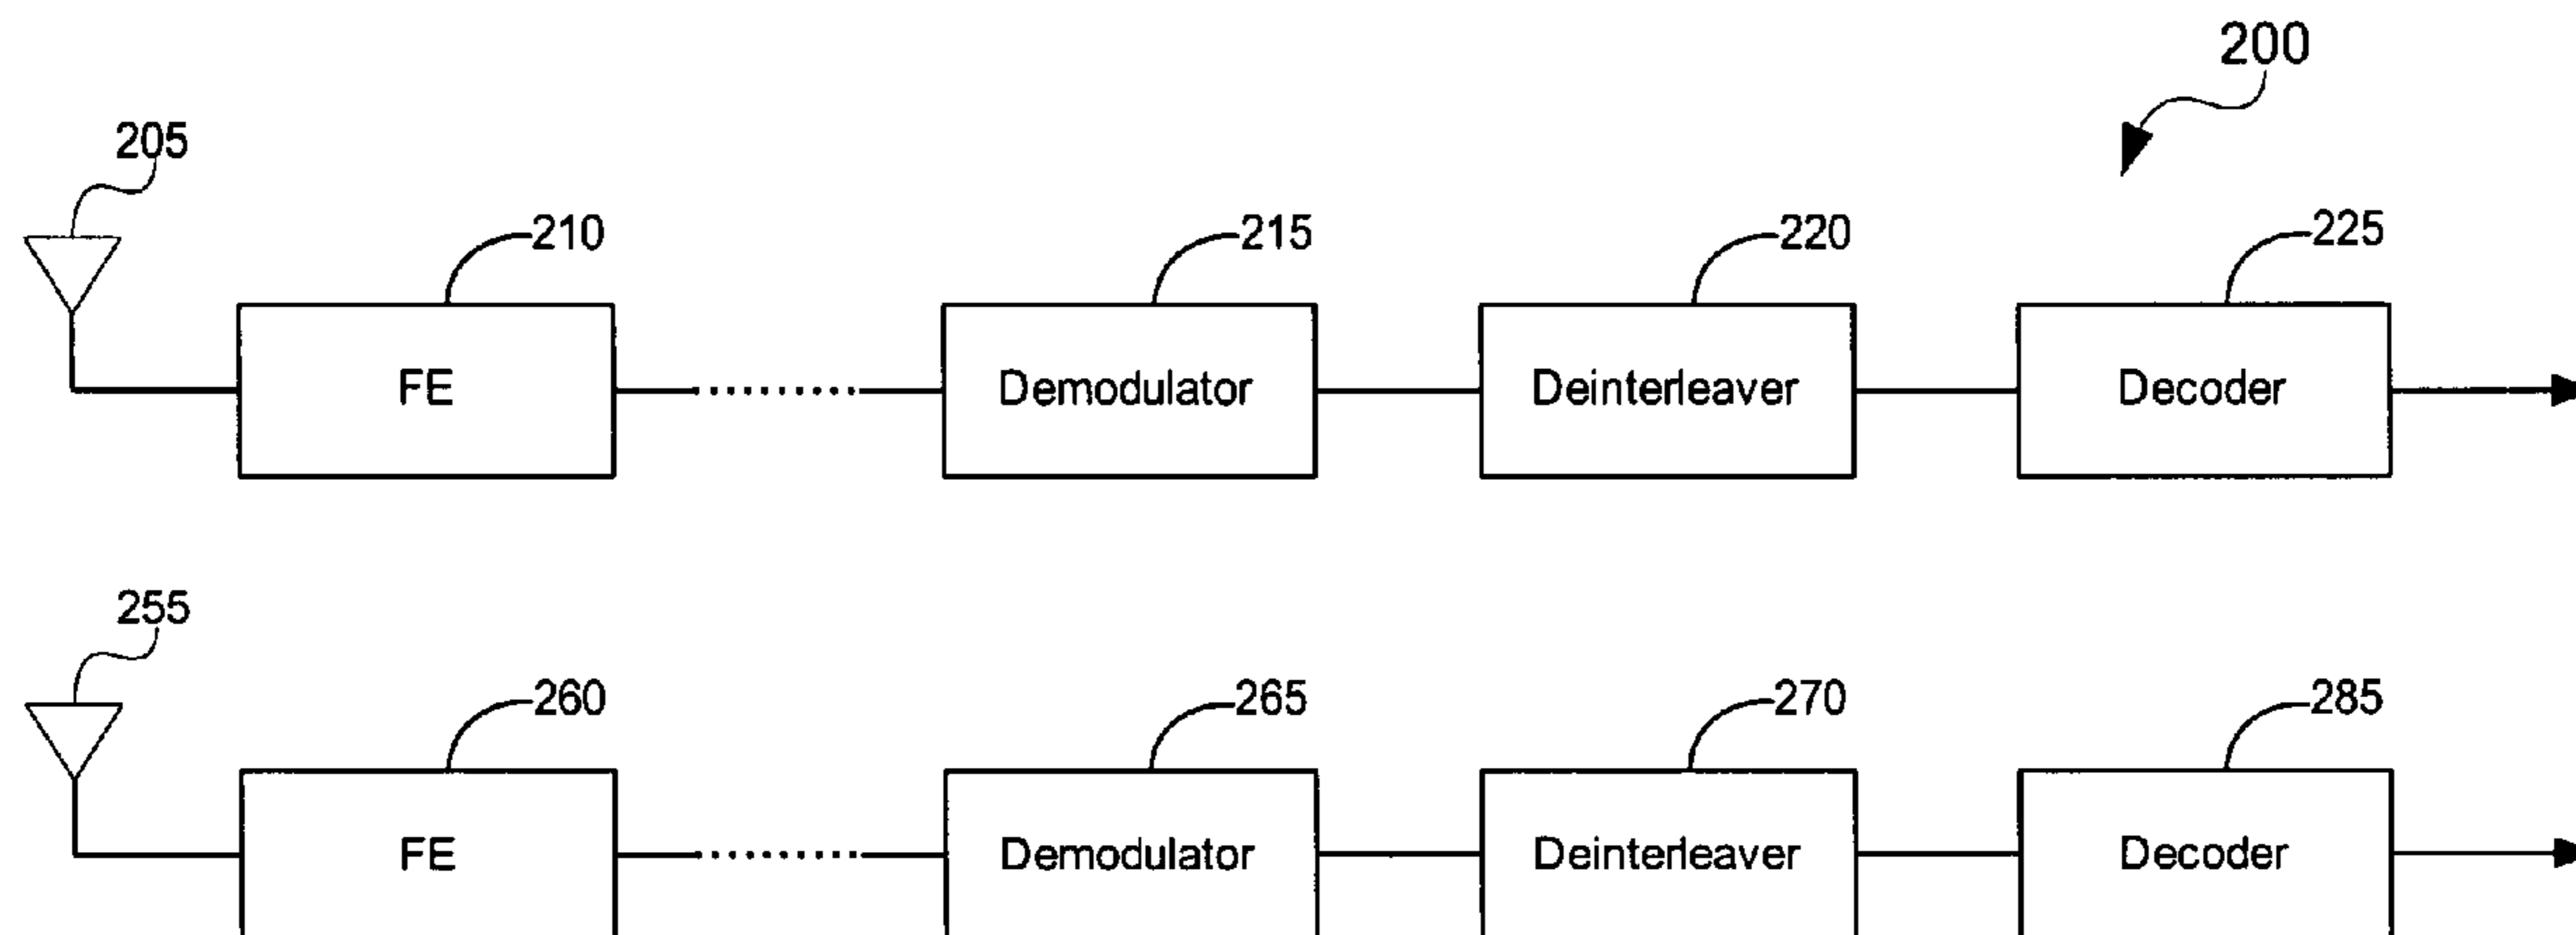 200
205
210
215
220
225
FE
Demodulator
Deinterleaver
Decoder
255
260
265
270
285
FE
Demodulator
Deinterleaver
Decoder